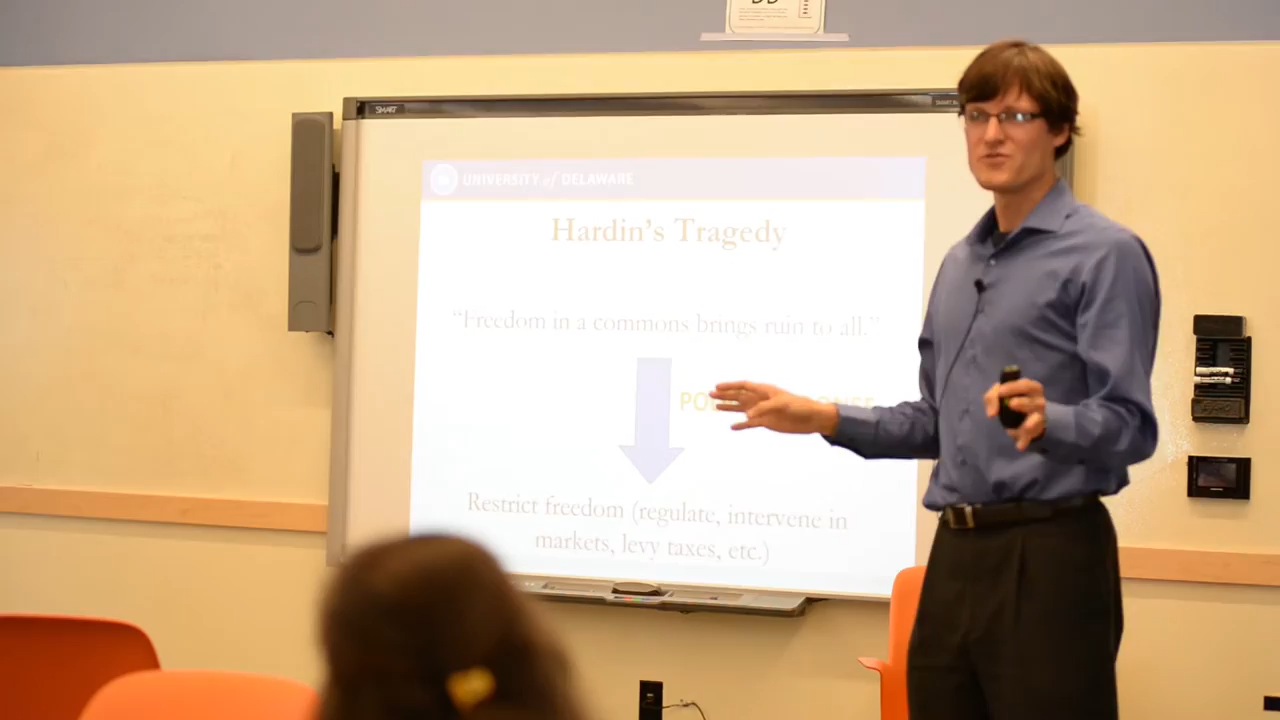 SMART
UNIVERSITY of DELAWARE
Hardin's Tragedy
"Freedom in a commons brings ruin to all."
Restrict freedom (regulate, intervene in
markets, levy taxes, etc.)